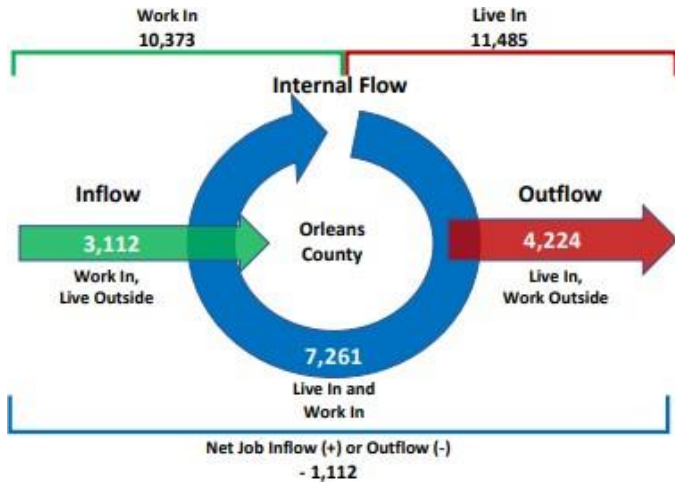 Work In
10,373
Live In
11,485
Internal Flow
Inflow
Outflow
3,112
Orleans
County
4,224
Work In,
Live Outside
Live In,
Work Outside
7,261
Live In and
Work In
Net Job Inflow (+) or Outflow (-)
- 1,112